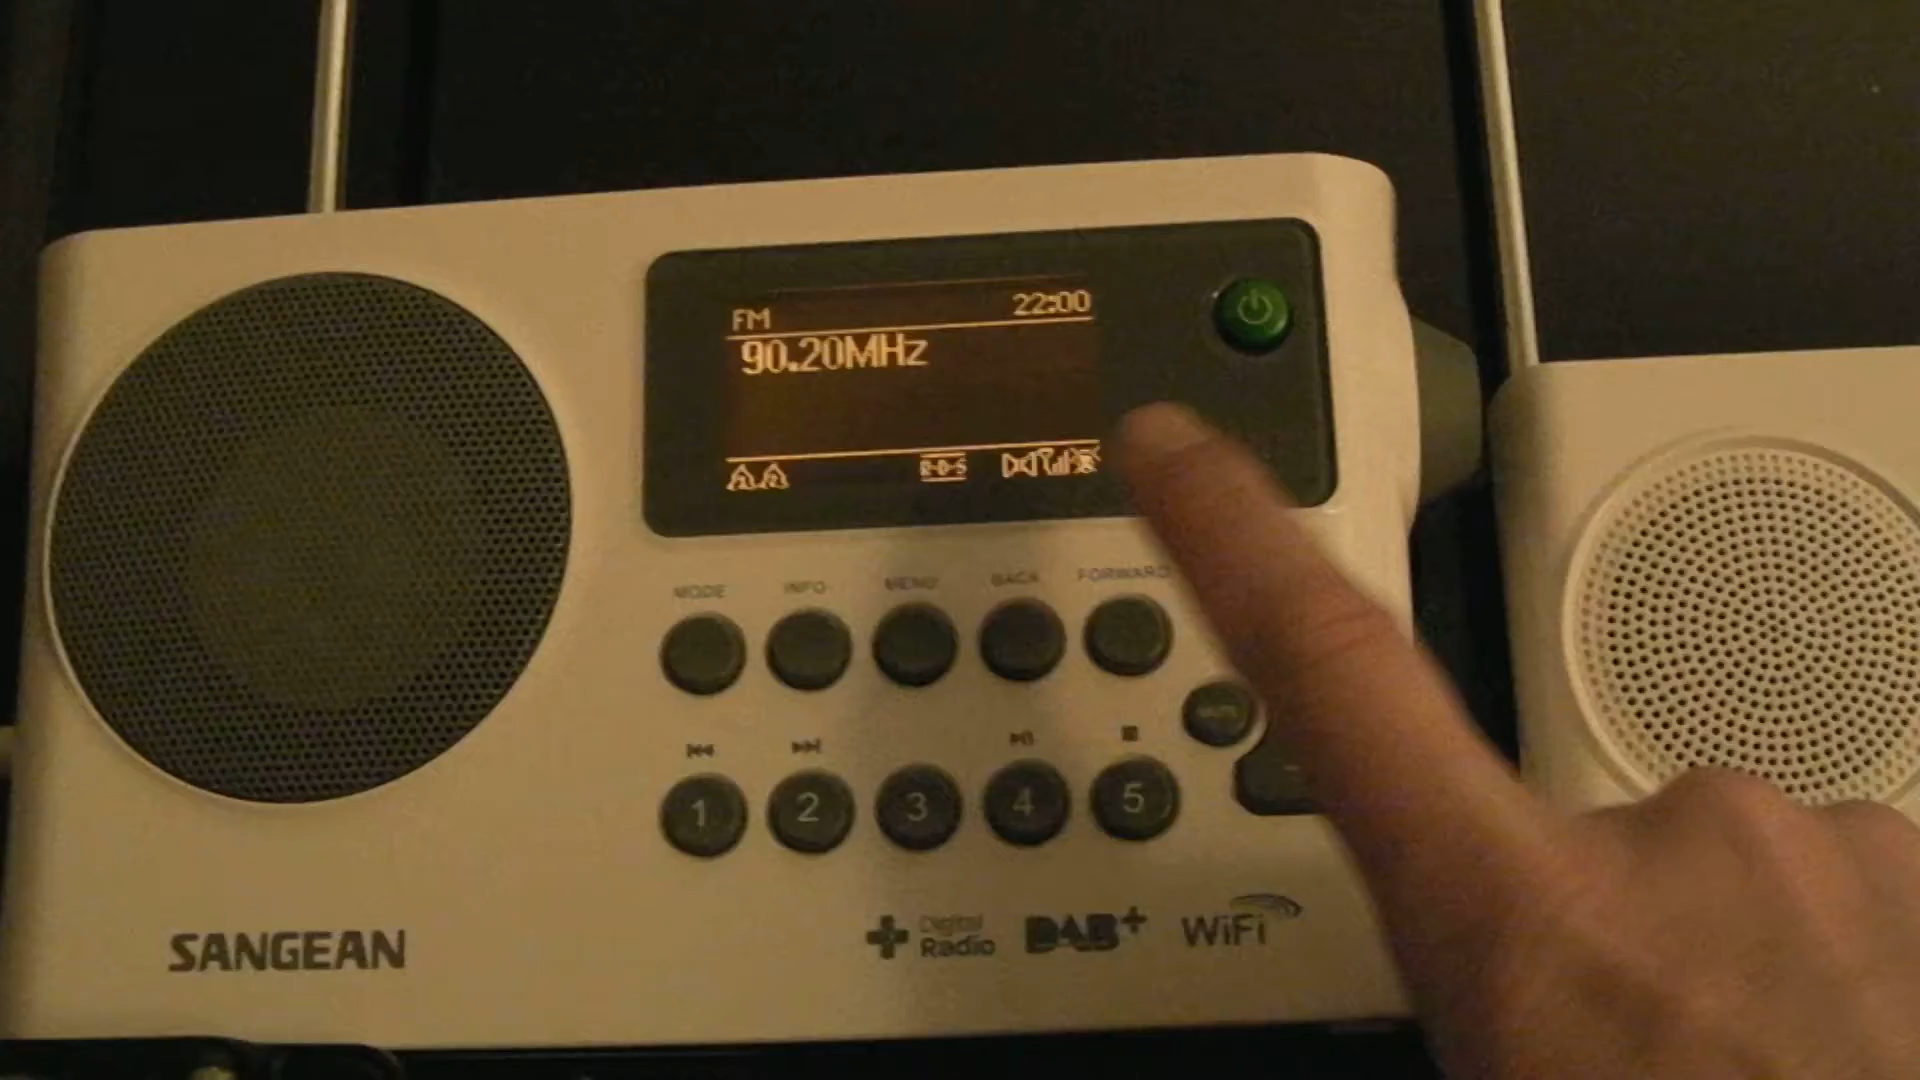 FM 22:00
90.20MHz
R·D·S
MODE INFO MENU BACK FORWARD
1 2 3 4 5
SANGEAN
Digital Radio
DAB+
WiFi